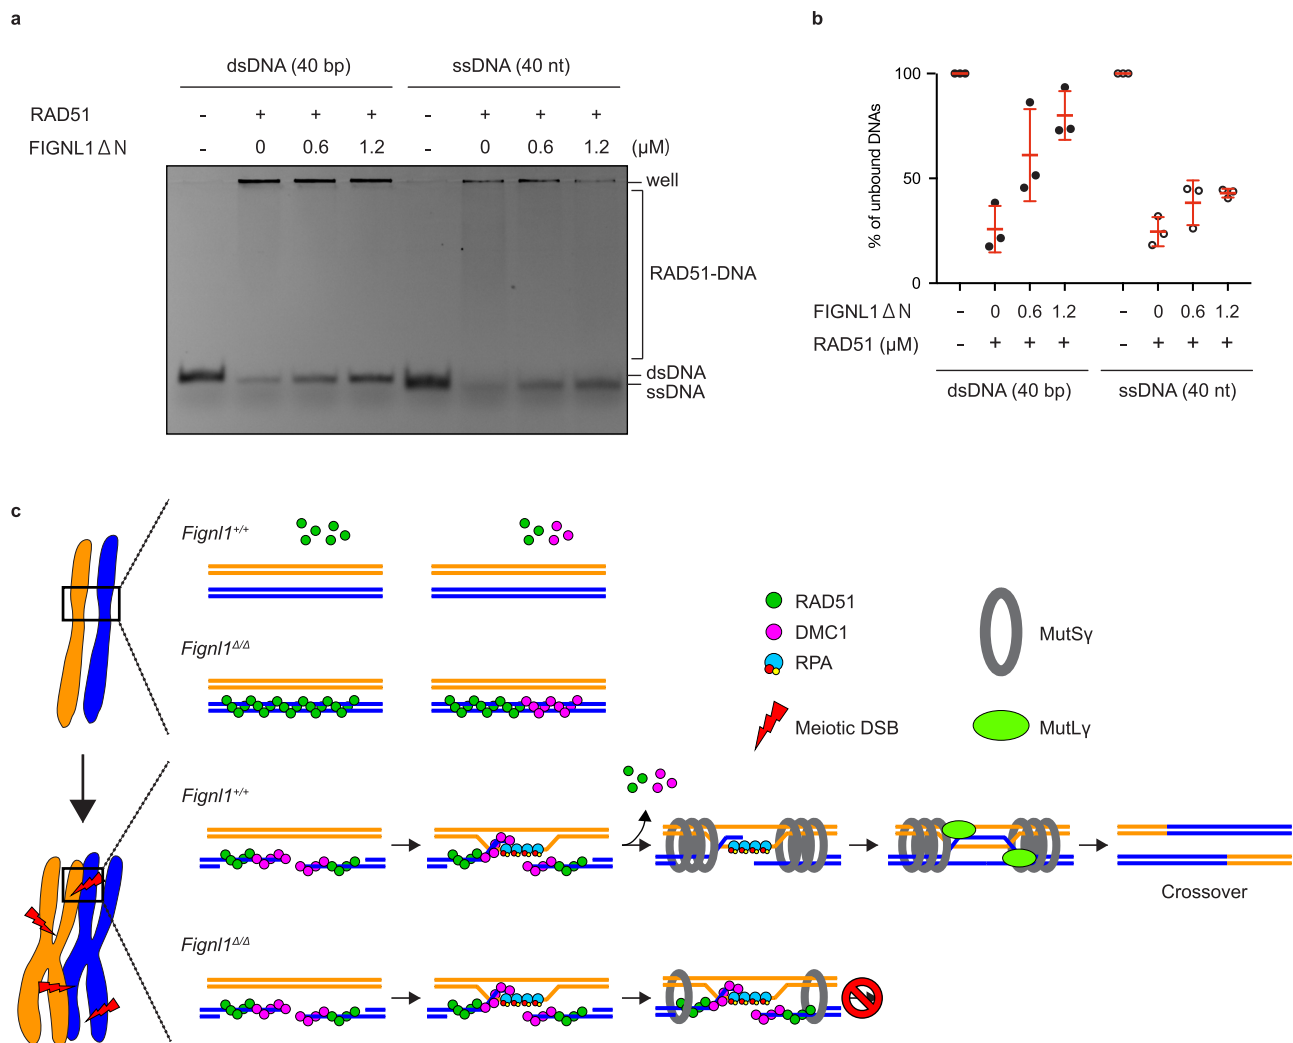 a
dsDNA (40 bp) ssDNA (40 nt)
RAD51 - + + + - + + +
FIGNL1ΔN - 0 0.6 1.2 - 0 0.6 1.2 (μM)
well
RAD51-DNA
dsDNA
ssDNA
b
% of unbound DNAs
100
50
0
FIGNL1ΔN - 0 0.6 1.2 - 0 0.6 1.2
RAD51 (μM) - + + + - + + +
dsDNA (40 bp) ssDNA (40 nt)
c
Fignl1+/+
Fignl1Δ/Δ
RAD51
DMC1
RPA
Meiotic DSB
MutSγ
MutLγ
Fignl1+/+
Crossover
Fignl1Δ/Δ